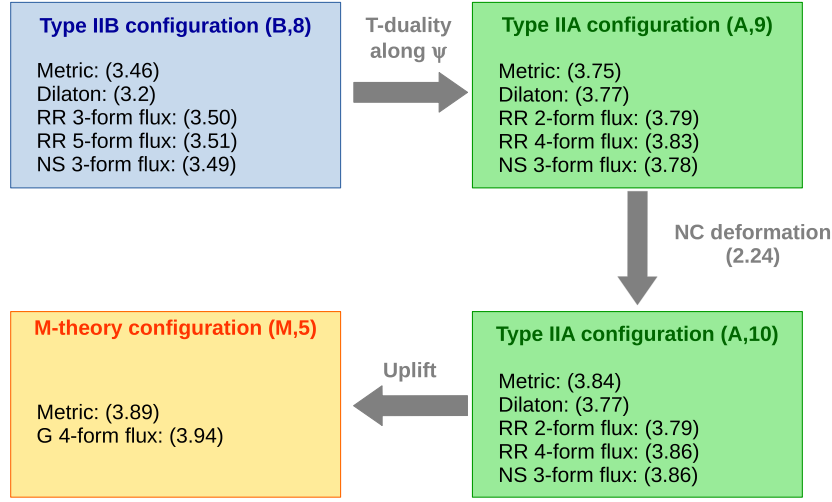 Type IIB configuration (B,8)
Metric: (3.46)
Dilaton: (3.2)
RR 3-form flux: (3.50)
RR 5-form flux: (3.51)
NS 3-form flux: (3.49)
T-duality
along ψ
Type IIA configuration (A,9)
Metric: (3.75)
Dilaton: (3.77)
RR 2-form flux: (3.79)
RR 4-form flux: (3.83)
NS 3-form flux: (3.78)
NC deformation
(2.24)
Type IIA configuration (A,10)
Metric: (3.84)
Dilaton: (3.77)
RR 2-form flux: (3.79)
RR 4-form flux: (3.86)
NS 3-form flux: (3.86)
Uplift
M-theory configuration (M,5)
Metric: (3.89)
G 4-form flux: (3.94)